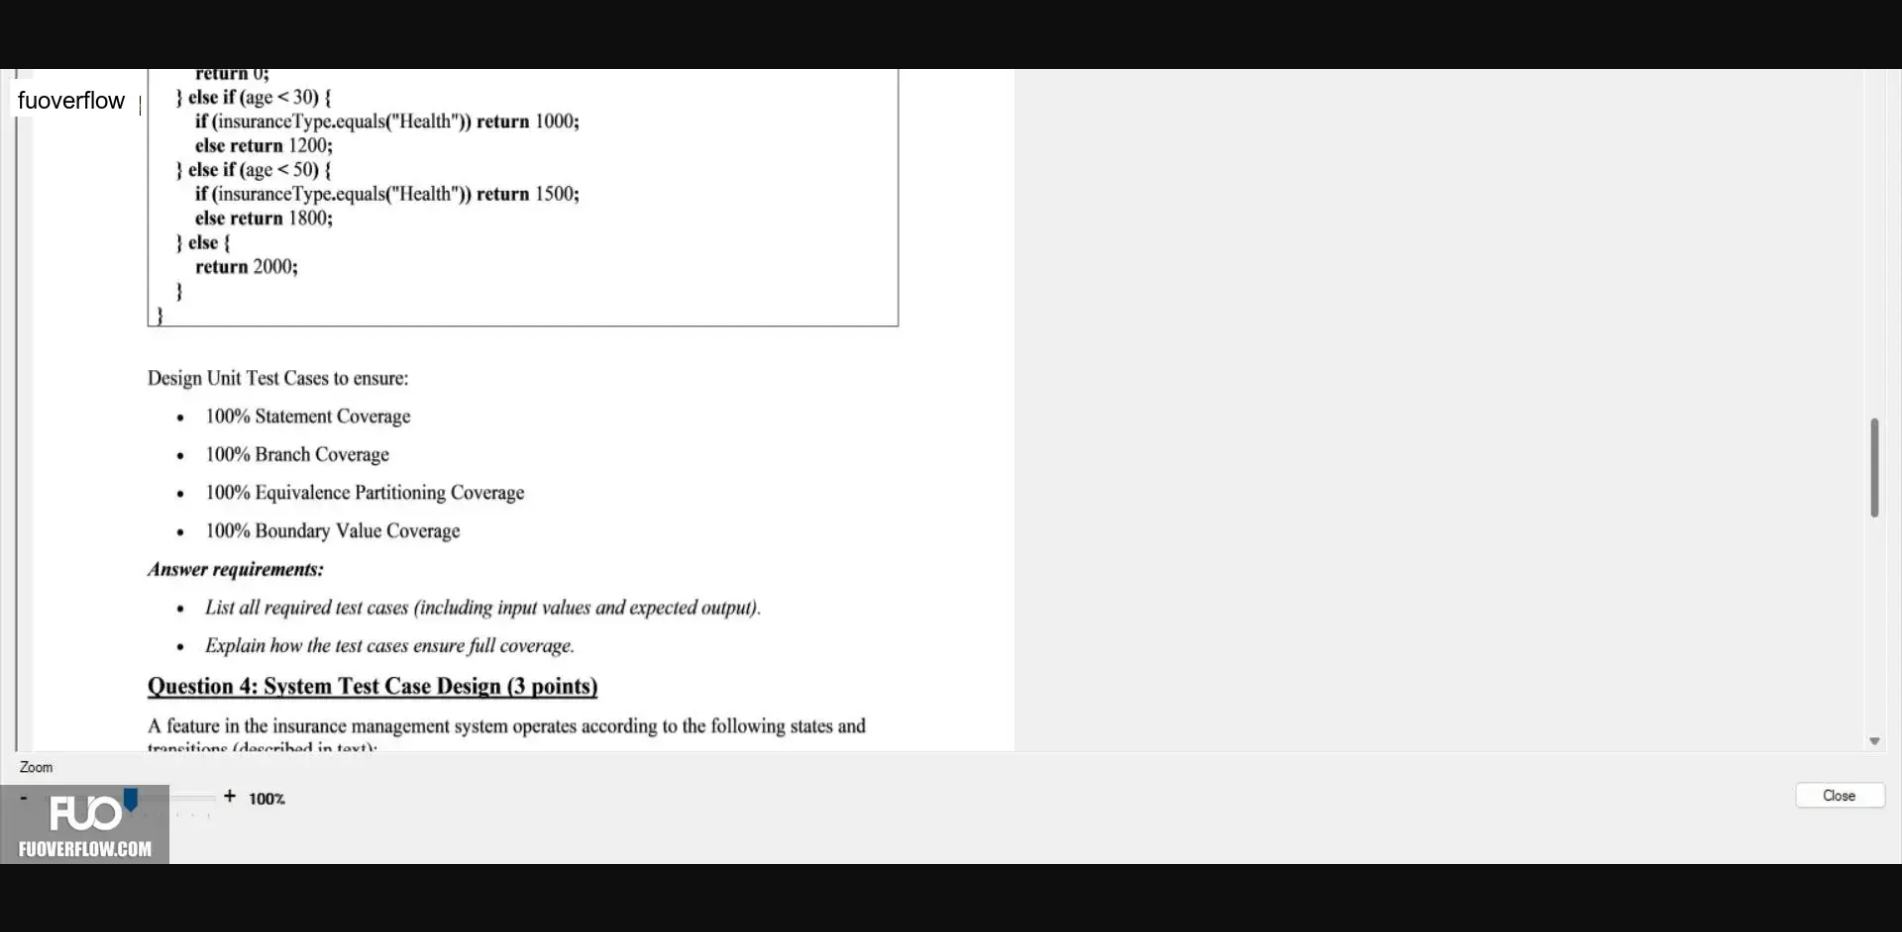 return 0;
fuoverflow
} else if (age < 30) {
if (insuranceType.equals("Health")) return 1000;
else return 1200;
} else if (age < 50) {
if (insuranceType.equals("Health")) return 1500;
else return 1800;
} else {
return 2000;
}
}
Design Unit Test Cases to ensure:
• 100% Statement Coverage
• 100% Branch Coverage
• 100% Equivalence Partitioning Coverage
• 100% Boundary Value Coverage
Answer requirements:
• List all required test cases (including input values and expected output).
• Explain how the test cases ensure full coverage.
Question 4: System Test Case Design (3 points)
A feature in the insurance management system operates according to the following states and
transitions (described in text):
Zoom
- + 100%
Close
FUO
FUOVERFLOW.COM